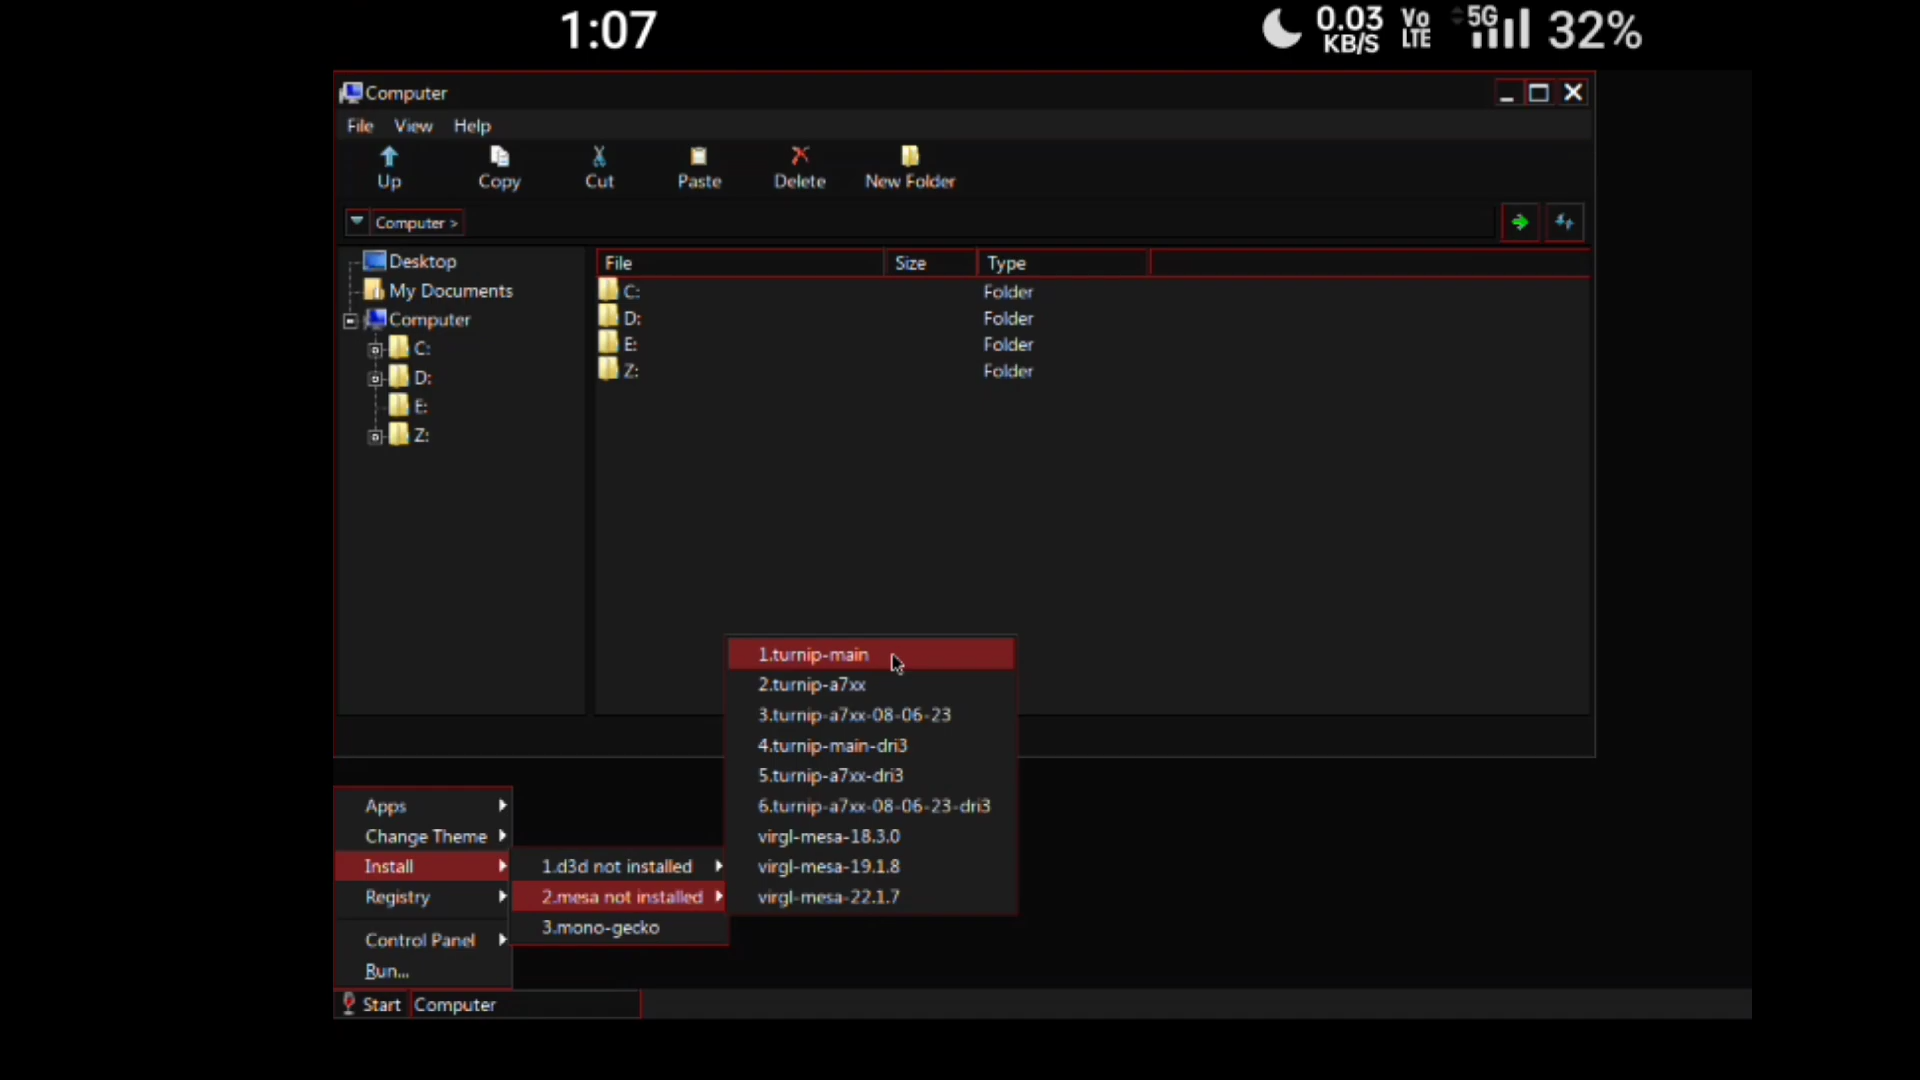 1:07
0.03 KB/S Vo LTE 5G 32%
Computer
File View Help
Up Copy Cut Paste Delete New Folder
Computer >
Desktop
My Documents
Computer
C:
D:
E:
Z:
File Size Type
C: Folder
D: Folder
E: Folder
Z: Folder
1.turnip-main
2.turnip-a7xx
3.turnip-a7xx-08-06-23
4.turnip-main-dri3
5.turnip-a7xx-dri3
6.turnip-a7xx-08-06-23-dri3
virgl-mesa-18.3.0
virgl-mesa-19.1.8
virgl-mesa-22.1.7
Apps
Change Theme
Install
Registry
Control Panel
Run...
1.d3d not installed
2.mesa not installed
3.mono-gecko
Start Computer